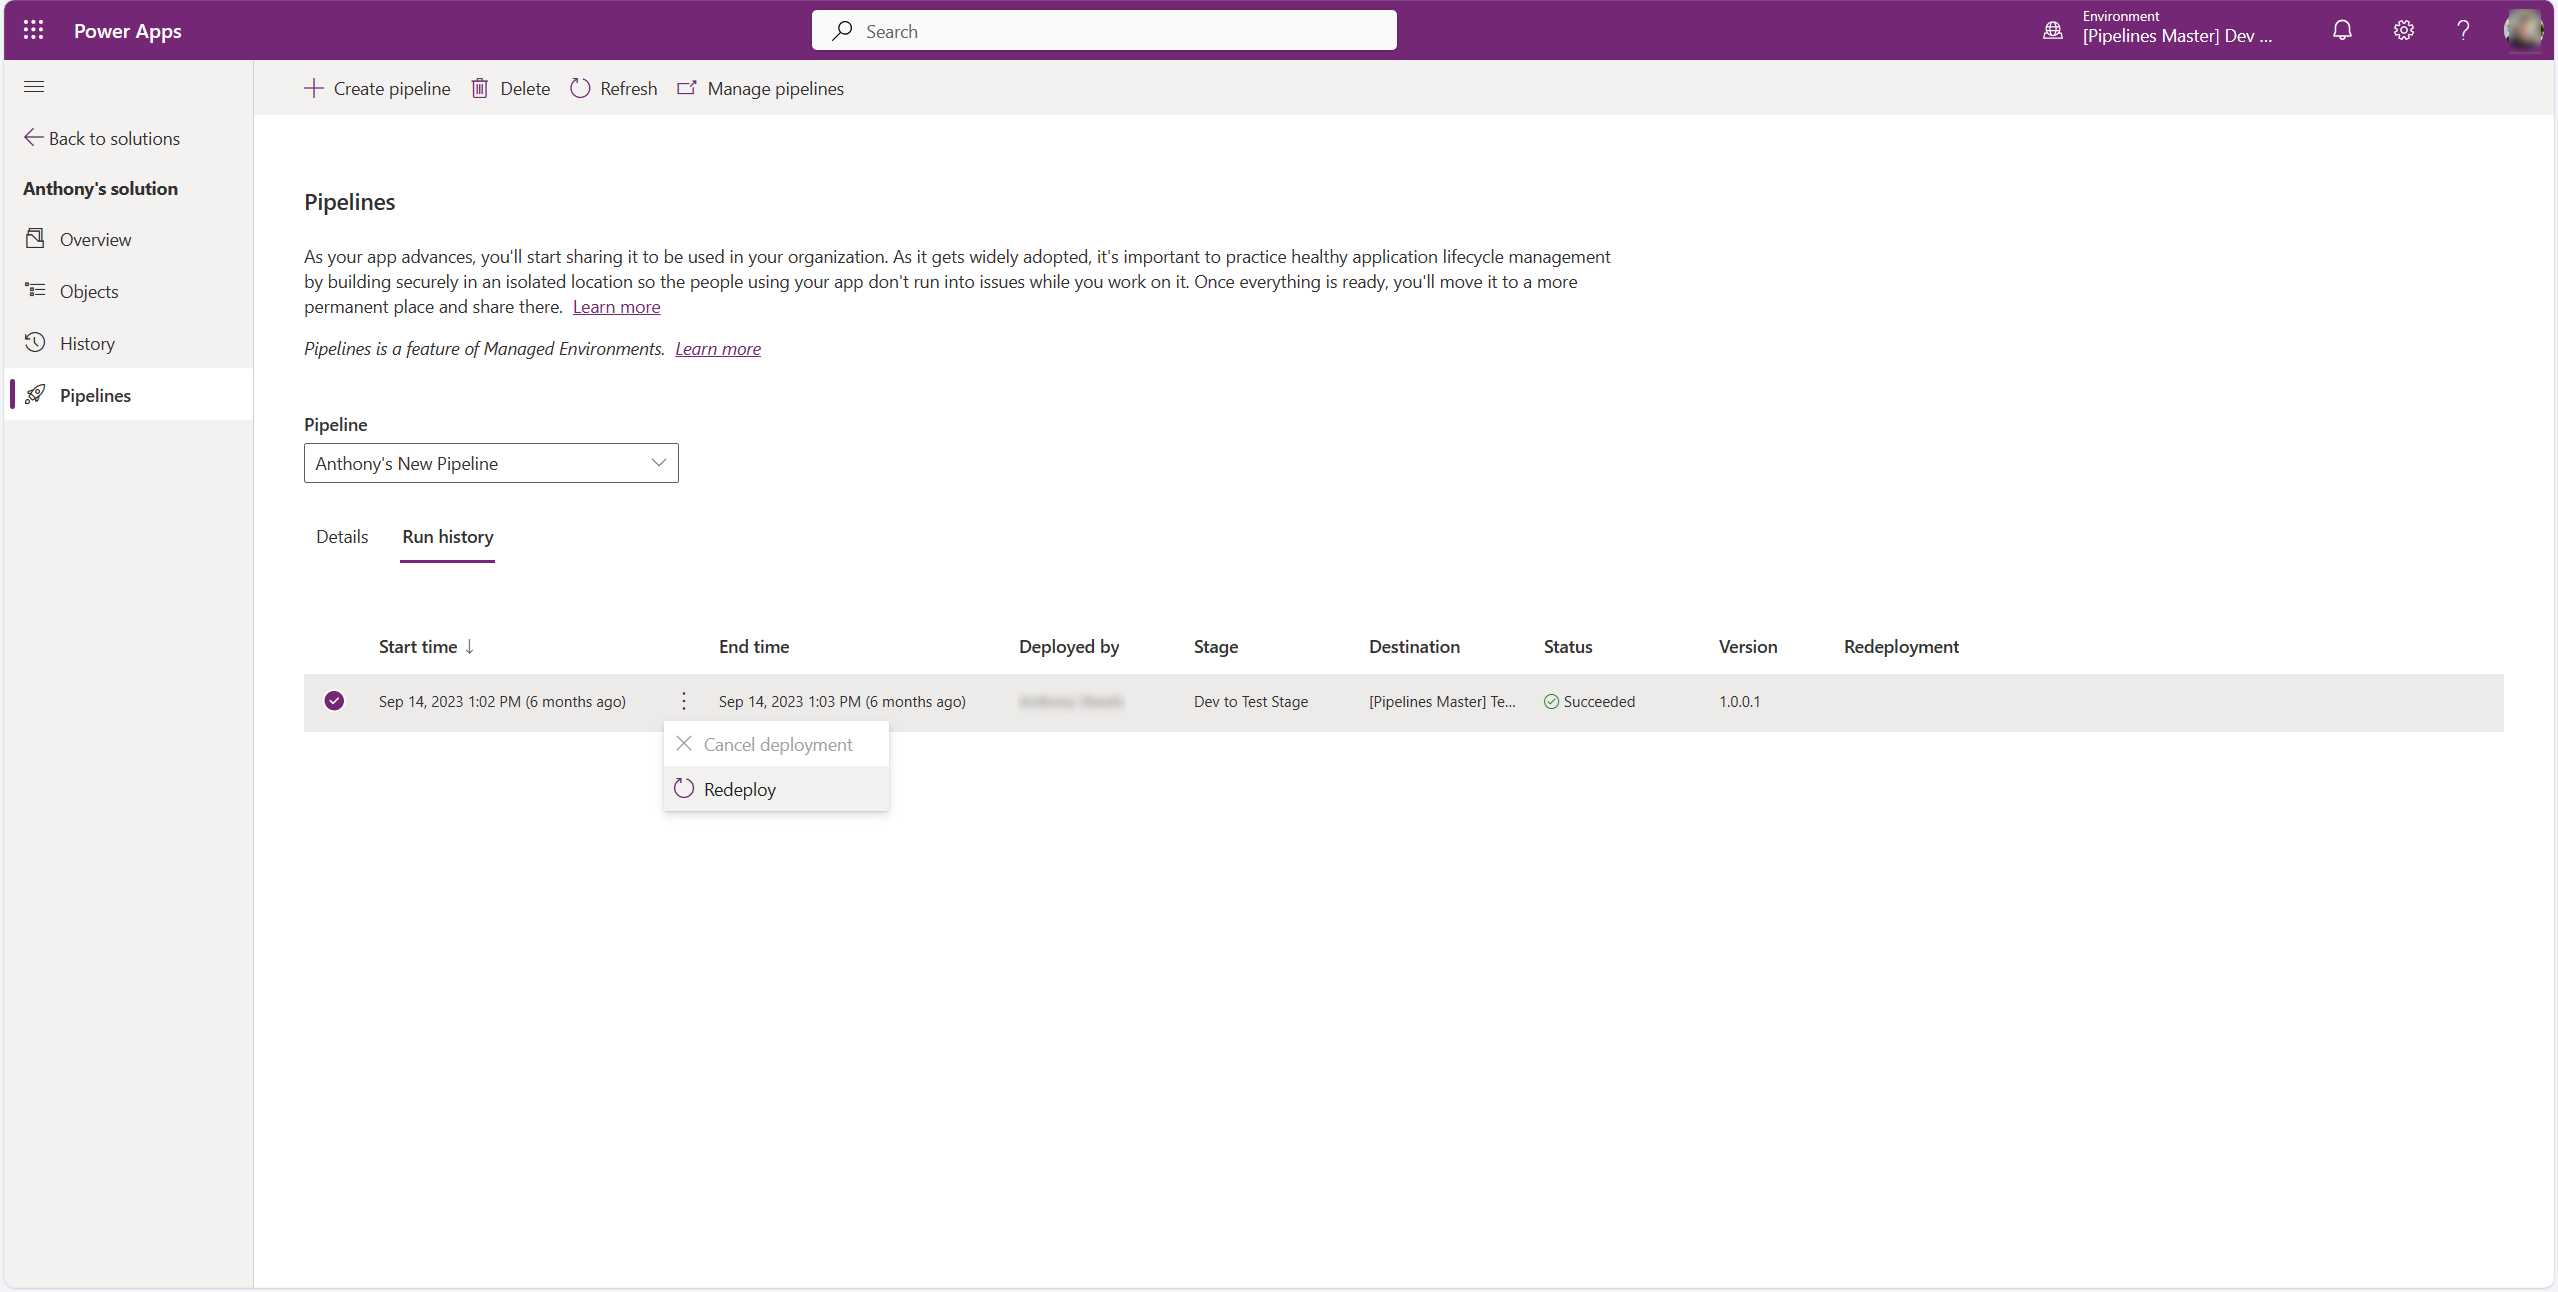 Power Apps
Search
Environment
[Pipelines Master] Dev ...
Create pipeline
Delete
Refresh
Manage pipelines
Back to solutions
Anthony's solution
Overview
Objects
History
Pipelines
Pipelines
As your app advances, you'll start sharing it to be used in your organization. As it gets widely adopted, it's important to practice healthy application lifecycle management
by building securely in an isolated location so the people using your app don't run into issues while you work on it. Once everything is ready, you'll move it to a more
permanent place and share there. Learn more
Pipelines is a feature of Managed Environments. Learn more
Pipeline
Anthony's New Pipeline
Details Run history
Start time ↓ End time Deployed by Stage Destination Status Version Redeployment
Sep 14, 2023 1:02 PM (6 months ago) Sep 14, 2023 1:03 PM (6 months ago) Dev to Test Stage [Pipelines Master] Te... Succeeded 1.0.0.1
Cancel deployment
Redeploy